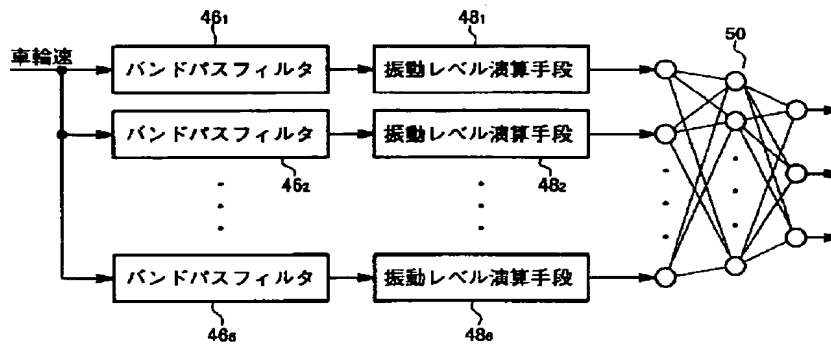 46₁
48₁
50
車輪速
バンドパスフィルタ
振動レベル演算手段
バンドパスフィルタ
振動レベル演算手段
46₂
48₂
バンドパスフィルタ
振動レベル演算手段
46₅
48₆